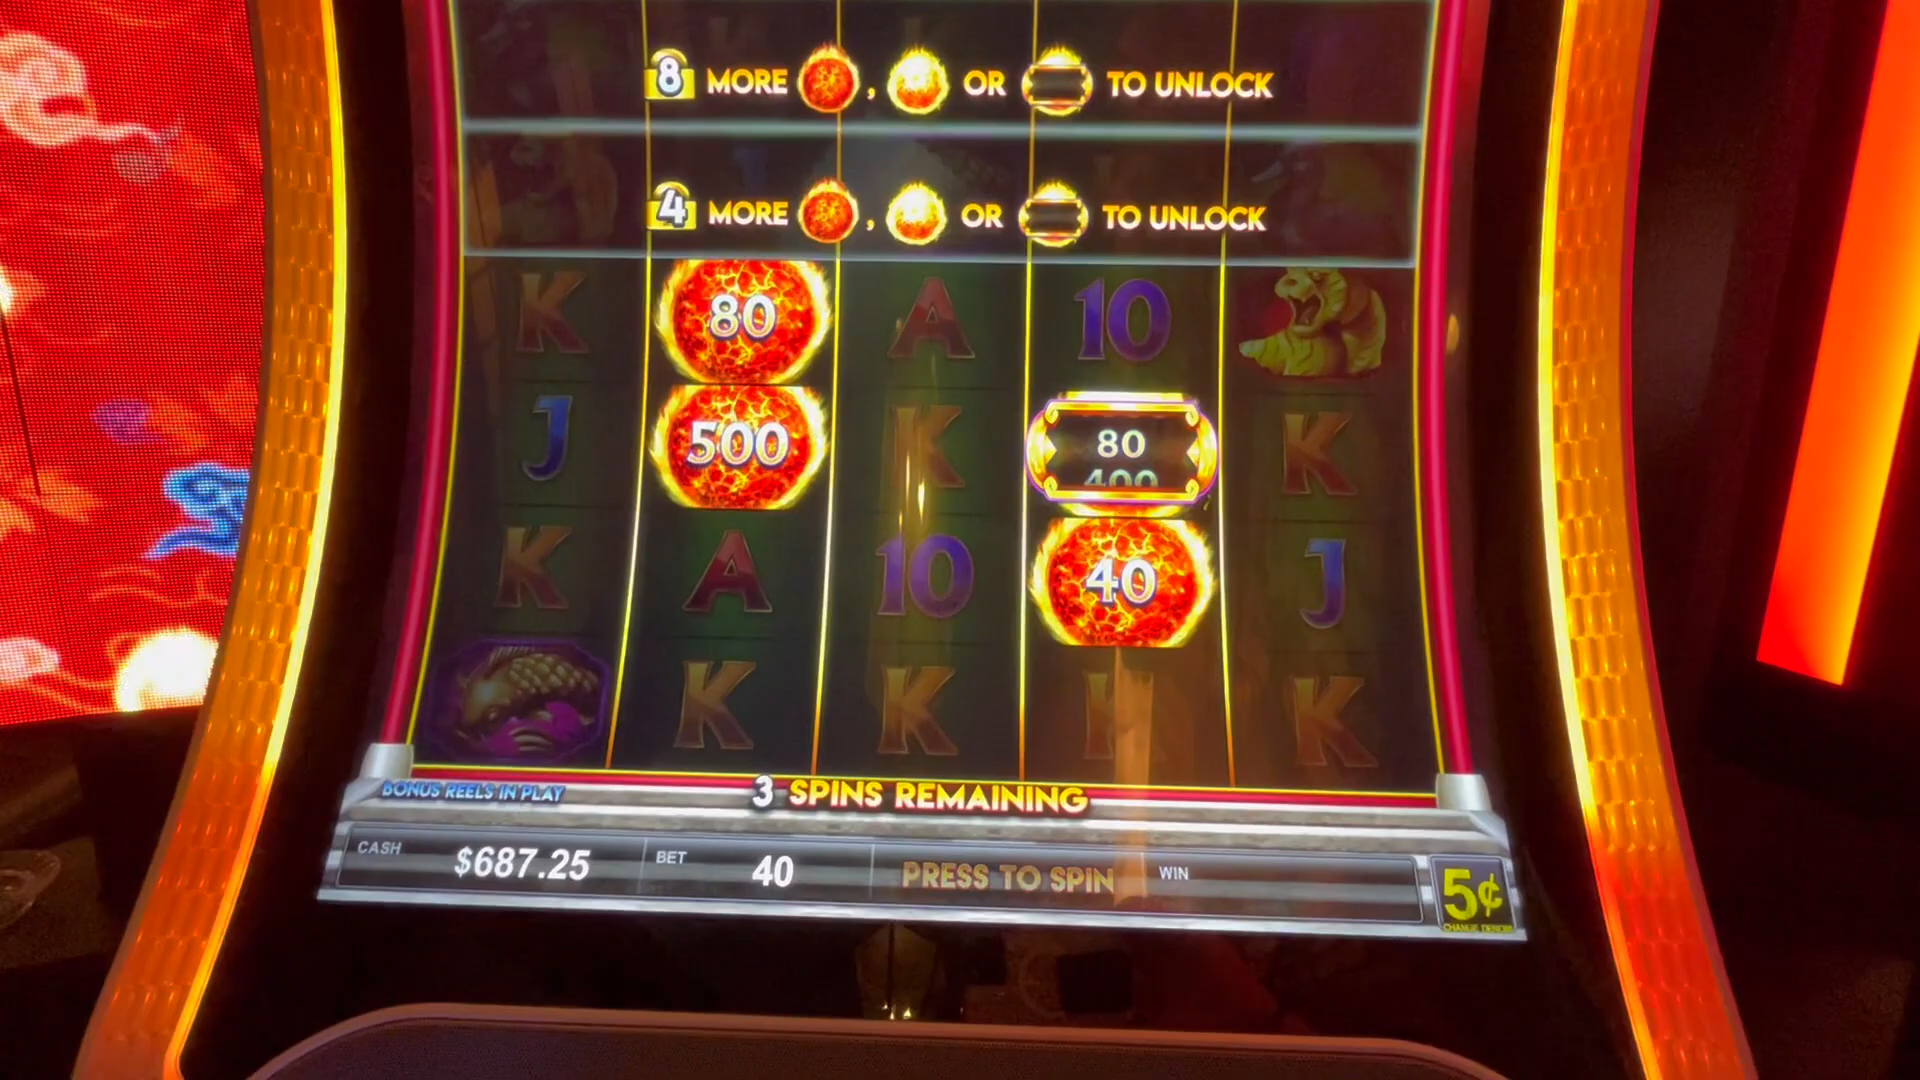 8 MORE , OR TO UNLOCK
4 MORE , OR TO UNLOCK
K 80 A 10
J 500 K 80 K
400
K A 10 40 J
K K K K
3 SPINS REMAINING
BONUS REELS IN PLAY
CASH $687.25 BET 40 PRESS TO SPIN WIN 5¢